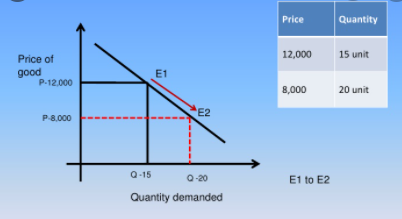 Price of
good
P-12,000
P-8,000
E1
E2
Q -15
Q -20
Quantity demanded
Price Quantity
12,000 15 unit
8,000 20 unit
E1 to E2